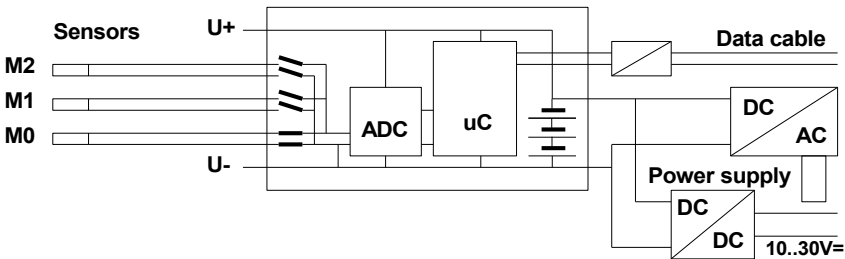 Sensors
U+
Data cable
M2
M1
M0
ADC
uC
DC
AC
U-
Power supply
DC
DC
10..30V=